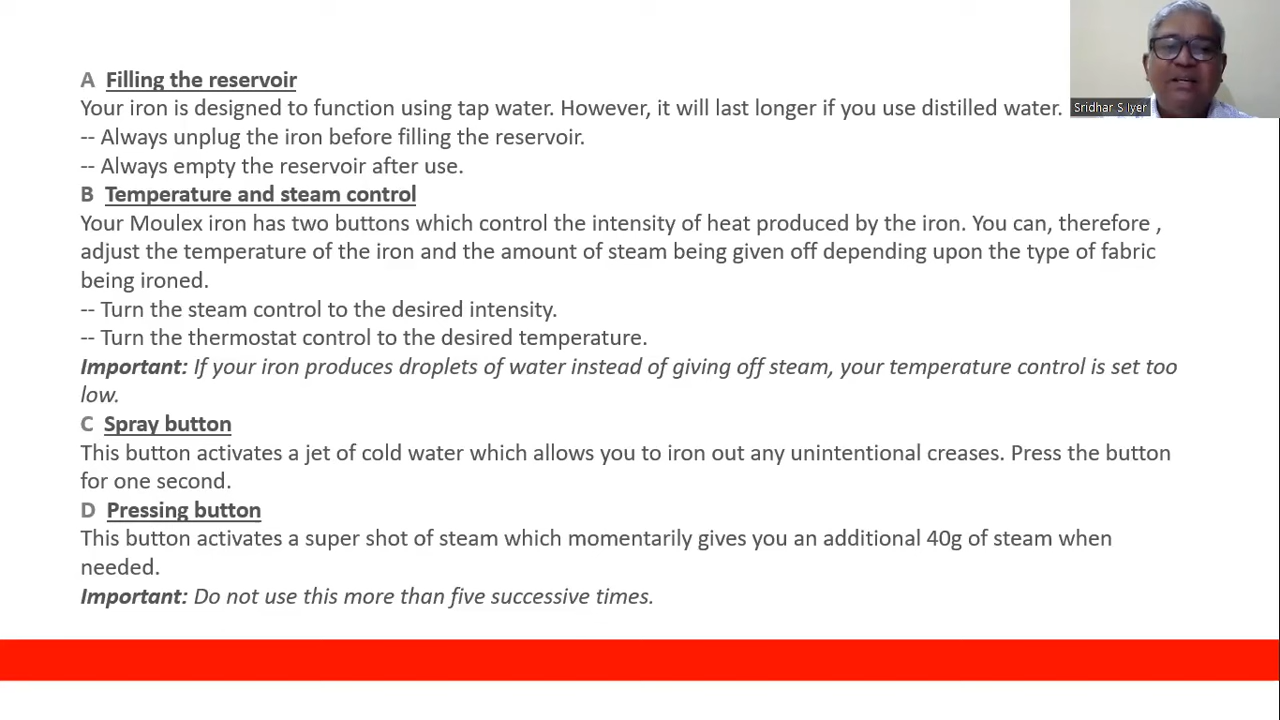 A Filling the reservoir
Your iron is designed to function using tap water. However, it will last longer if you use distilled water.
-- Always unplug the iron before filling the reservoir.
-- Always empty the reservoir after use.
B Temperature and steam control
Your Moulex iron has two buttons which control the intensity of heat produced by the iron. You can, therefore ,
adjust the temperature of the iron and the amount of steam being given off depending upon the type of fabric
being ironed.
-- Turn the steam control to the desired intensity.
-- Turn the thermostat control to the desired temperature.
Important: If your iron produces droplets of water instead of giving off steam, your temperature control is set too
low.
C Spray button
This button activates a jet of cold water which allows you to iron out any unintentional creases. Press the button
for one second.
D Pressing button
This button activates a super shot of steam which momentarily gives you an additional 40g of steam when
needed.
Important: Do not use this more than five successive times.
Sridhar S Iyer